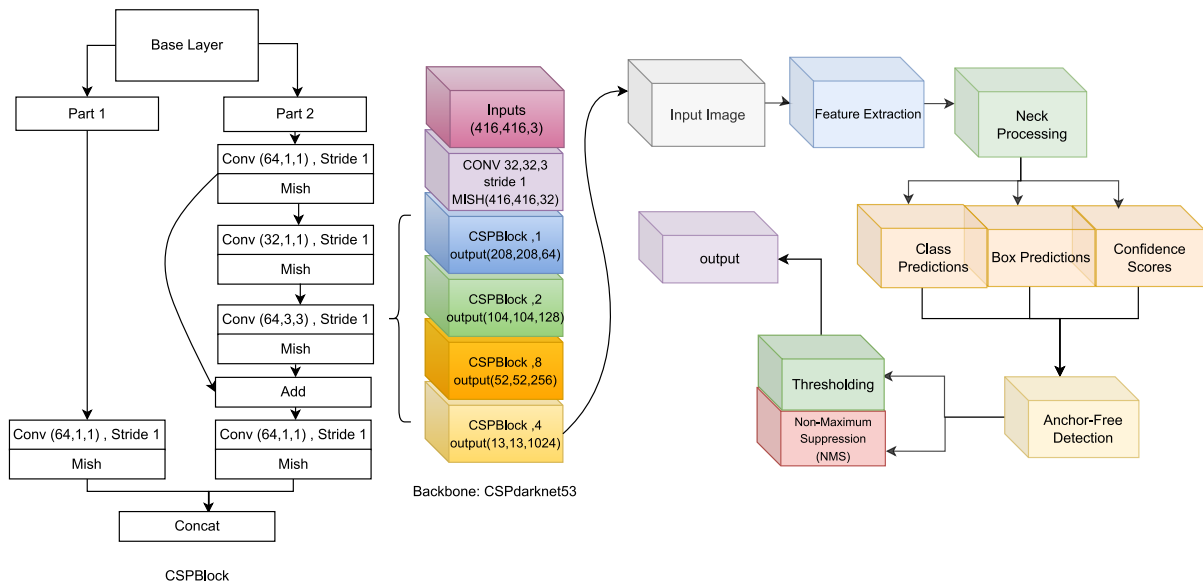 Base Layer
Part 1
Part 2
Conv (64,1,1) , Stride 1
Mish
Conv (32,1,1) , Stride 1
Mish
Conv (64,3,3) , Stride 1
Mish
Add
Conv (64,1,1) , Stride 1
Mish
Conv (64,1,1) , Stride 1
Mish
Concat
CSPBlock
Inputs
(416,416,3)
CONV 32,32,3
stride 1
MISH(416,416,32)
CSPBlock ,1
output(208,208,64)
CSPBlock ,2
output(104,104,128)
CSPBlock ,8
output(52,52,256)
CSPBlock ,4
output(13,13,1024)
Backbone: CSPdarknet53
Input Image
Feature Extraction
Neck
Processing
Class
Predictions
Box Predictions
Confidence
Scores
output
Thresholding
Non-Maximum
Suppression
(NMS)
Anchor-Free
Detection